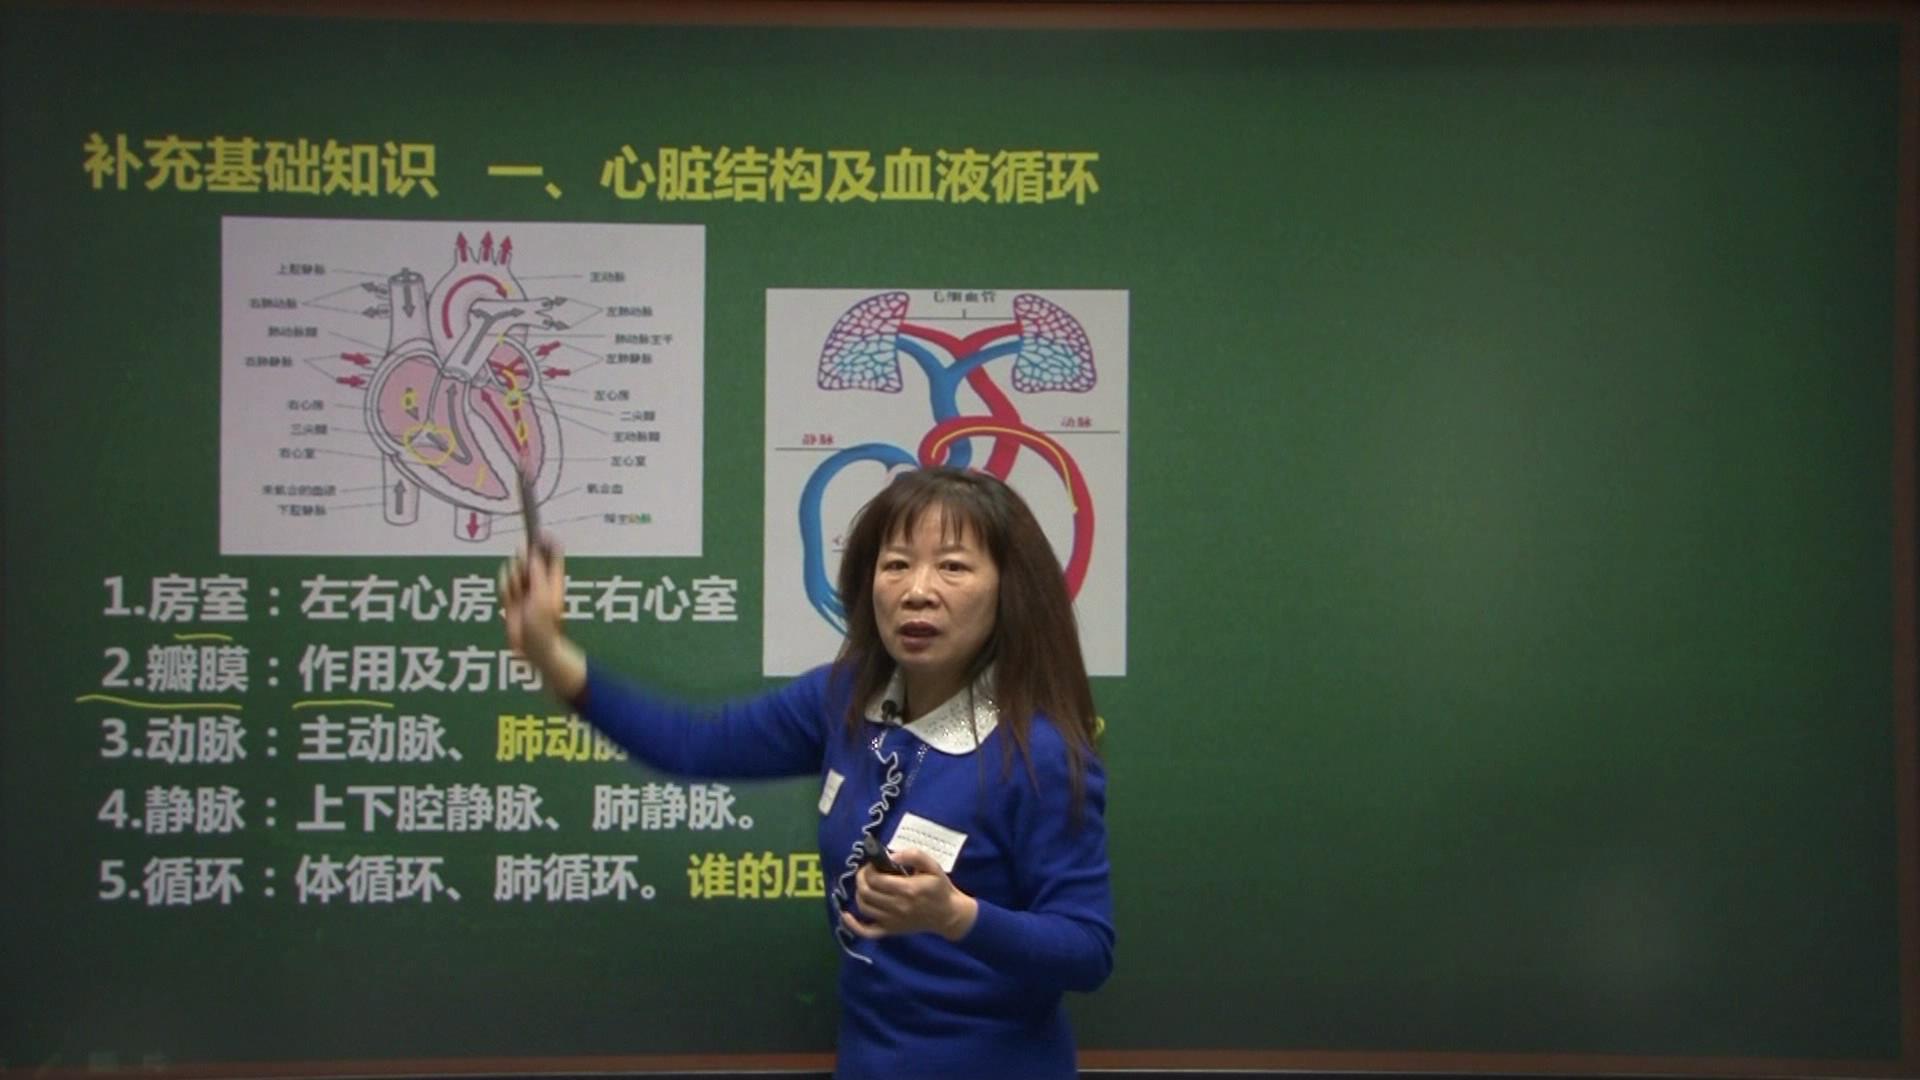 补充基础知识 一、心脏结构及血液循环
上腔静脉
主动脉
右肺动脉
左肺动脉
肺动脉瓣
肺动脉主干
右肺静脉
左肺静脉
右心房
左心房
三尖瓣
二尖瓣
主动脉瓣
右心室
左心室
未氧合的血液
氧合血
下腔静脉
降主动脉
毛细血管
动脉
静脉
1.房室：左右心房、左右心室
2.瓣膜：作用及方向
3.动脉：主动脉、肺动脉
4.静脉：上下腔静脉、肺静脉。
5.循环：体循环、肺循环。谁的压